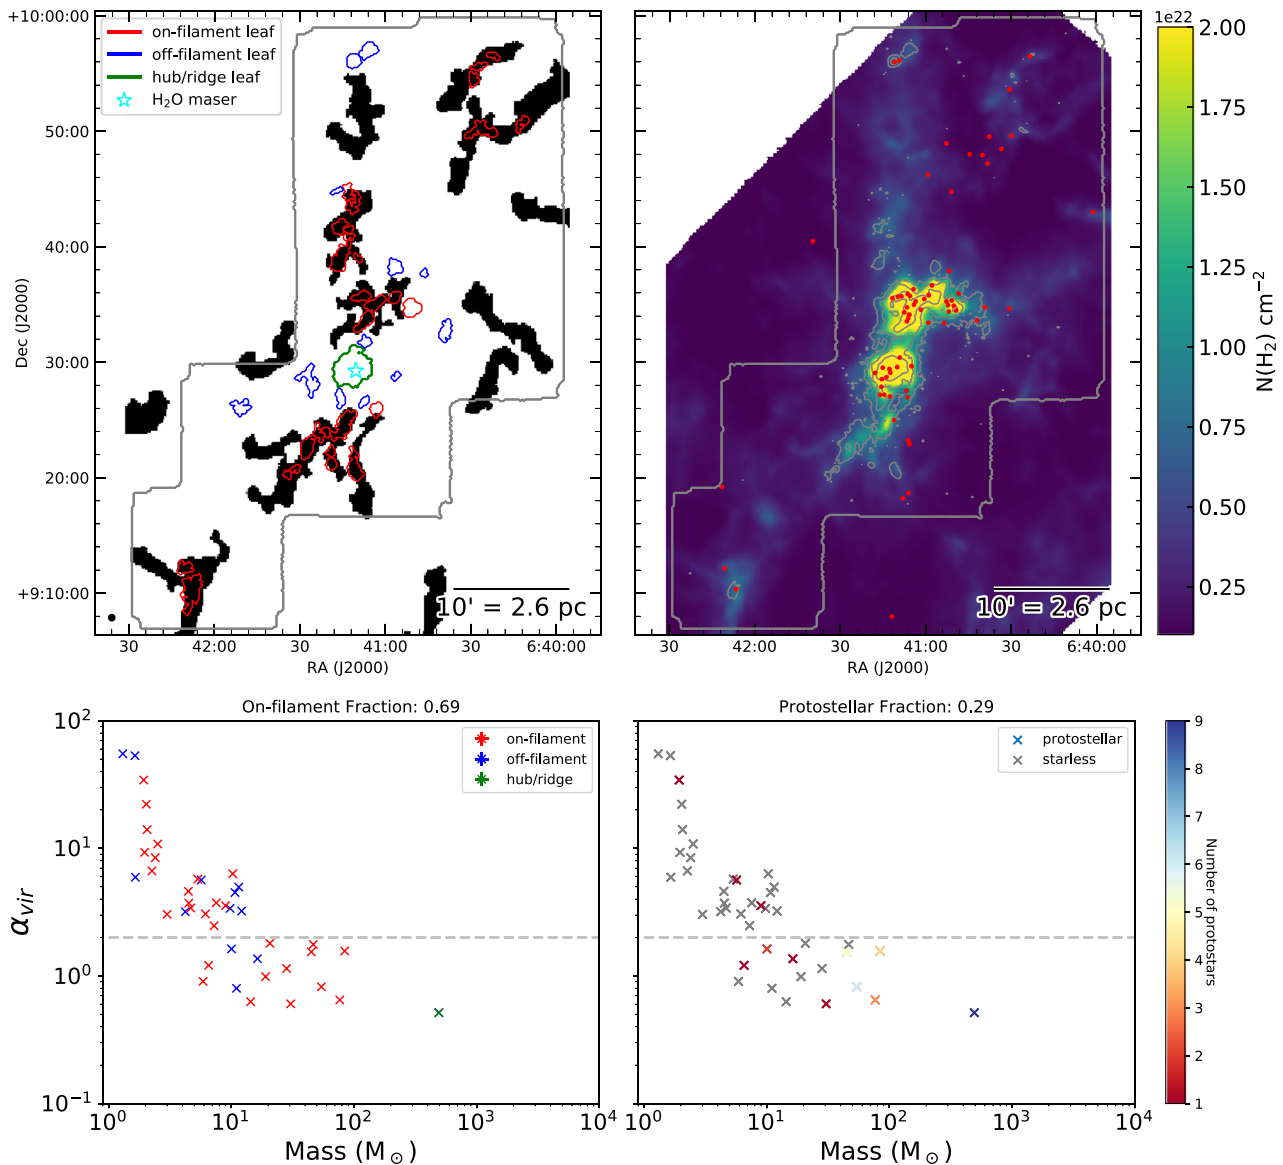 on-filament leaf
off-filament leaf
hub/ridge leaf
H₂O maser
+10:00:00
50:00
40:00
30:00
20:00
+9:10:00
Dec (J2000)
10' = 2.6 pc
30
42:00
30
41:00
30
6:40:00
RA (J2000)
10' = 2.6 pc
30
42:00
30
41:00
30
6:40:00
RA (J2000)
1e22
2.00
1.75
1.50
1.25
1.00
0.75
0.50
0.25
N(H₂) cm⁻²
On-filament Fraction: 0.69
on-filament
off-filament
hub/ridge
10²
10¹
10⁰
10⁻¹
α_vir
10⁰
10¹
10²
10³
10⁴
Mass (M☉)
Protostellar Fraction: 0.29
protostellar
starless
10⁰
10¹
10²
10³
10⁴
Mass (M☉)
9
8
7
6
5
4
3
2
1
Number of protostars